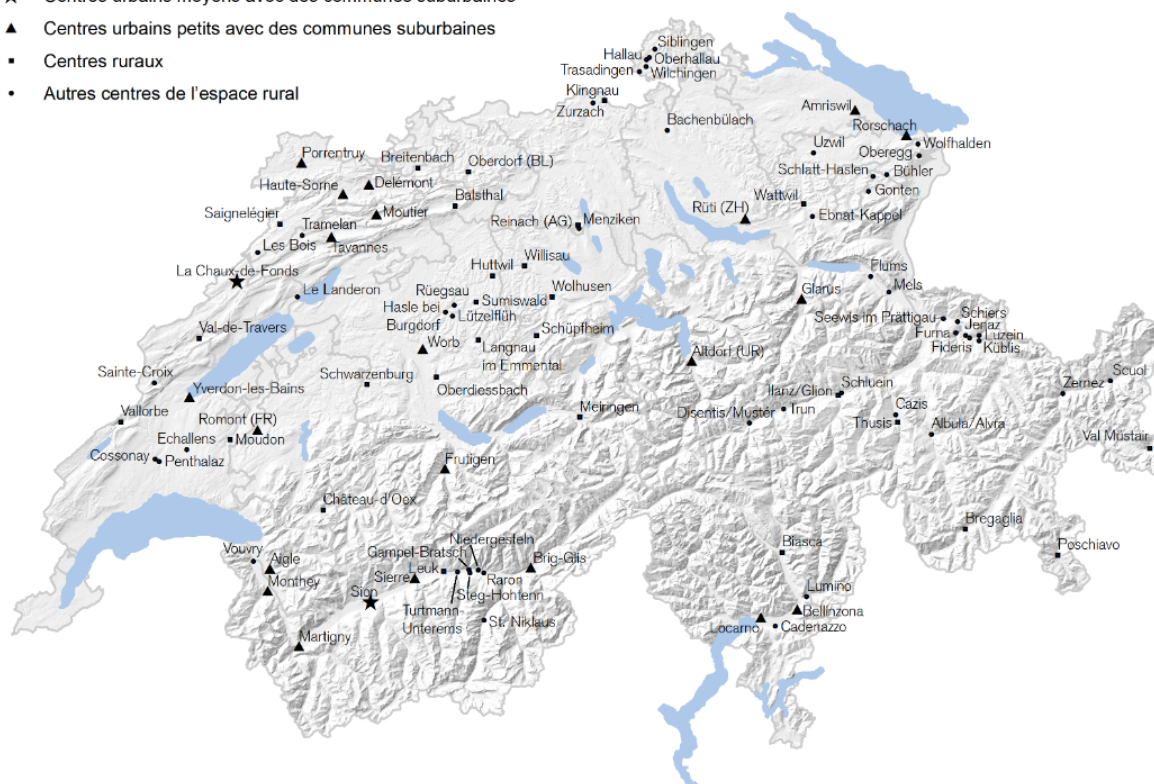 Centres urbains moyens avec des communes suburbaines
Centres urbains petits avec des communes suburbaines
Centres ruraux
Autres centres de l'espace rural
Siblingen
Hallau
Oberhallau
Trasadingen
Wilchingen
Klingnau
Zurzach
Bachenbülach
Amriswil
Rorschach
Wolfhalden
Uzwil
Oberegg
Schlatt-Haslen
Bühler
Gonten
Wattwil
Ebnat-Kappel
Rüti (ZH)
Porrentruy
Breitenbach
Oberdorf (BL)
Haute-Sorne
Delémont
Balsthal
Moutier
Saignelégier
Tramelan
Reinach (AG)
Menziken
Les Bois
Tavannes
La Chaux-de-Fonds
Willisau
Huttwil
Le Landeron
Rüegsau
Sumiswald
Wolhusen
Hasle bei
Burgdorf
Lützelflüh
Schüpfheim
Val-de-Travers
Worb
Langnau
im Emmental
Flums
Mels
Glarus
Seewis im Prättigau
Schiers
Jenaz
Furna
Luzein
Fideris
Küblis
Altdorf (UR)
Sainte-Croix
Schwarzenburg
Oberdiessbach
Yverdon-les-Bains
Vallorbe
Romont (FR)
Meiringen
Disentis/Mustér
Trun
Ilanz/Glion
Schluein
Cazis
Thusis
Albula/Alvra
Scuol
Zernez
Val Müstair
Echallens
Moudon
Cossonay
Penthalaz
Frutigen
Château-d'Oex
Bregaglia
Poschiavo
Biasca
Vouvry
Aigle
Monthey
Niedergesteln
Gampel-Bratsch
Brig-Glis
Leuk
Sierre
Raron
Sion
Steg-Hohtenn
Turtmann-
Unterems
St. Niklaus
Martigny
Lumino
Bellinzona
Locarno
Cadenazzo